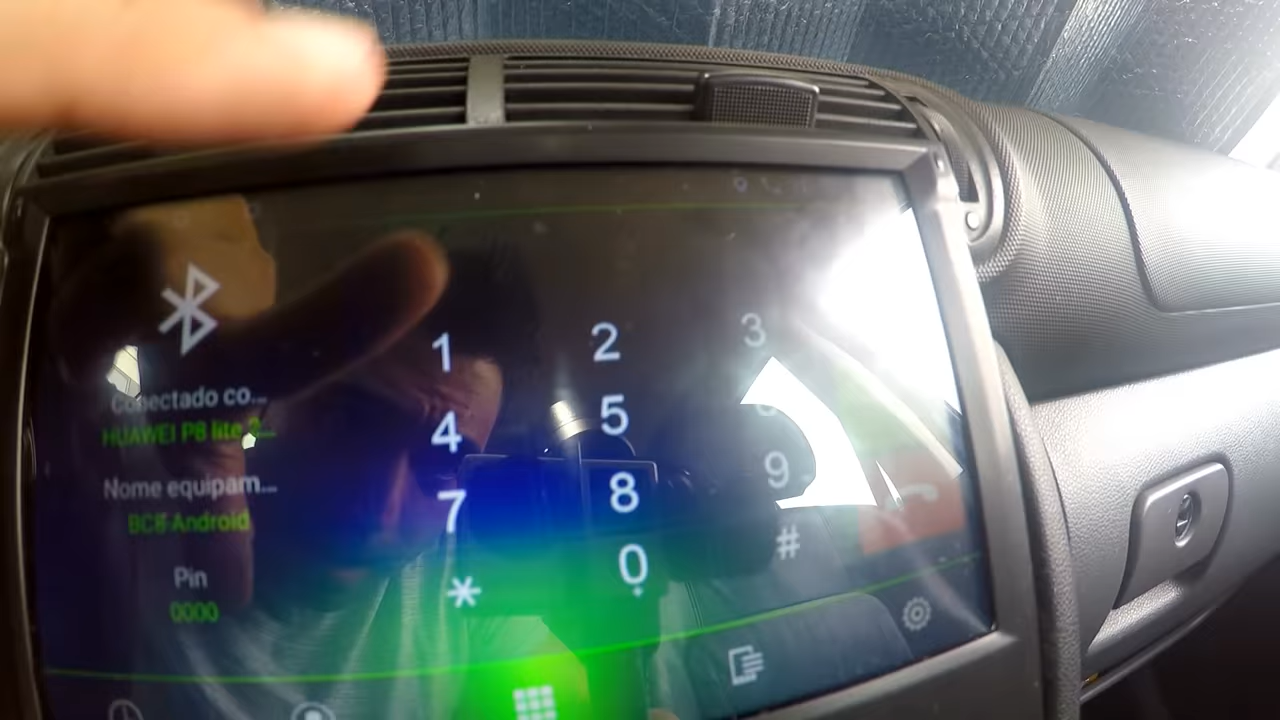 Conectado co...
HUAWEI P8 lite 2...
Nome equipam...
BC8 Android
Pin
0000
1 2 3
4 5
7 8 9
* 0 #